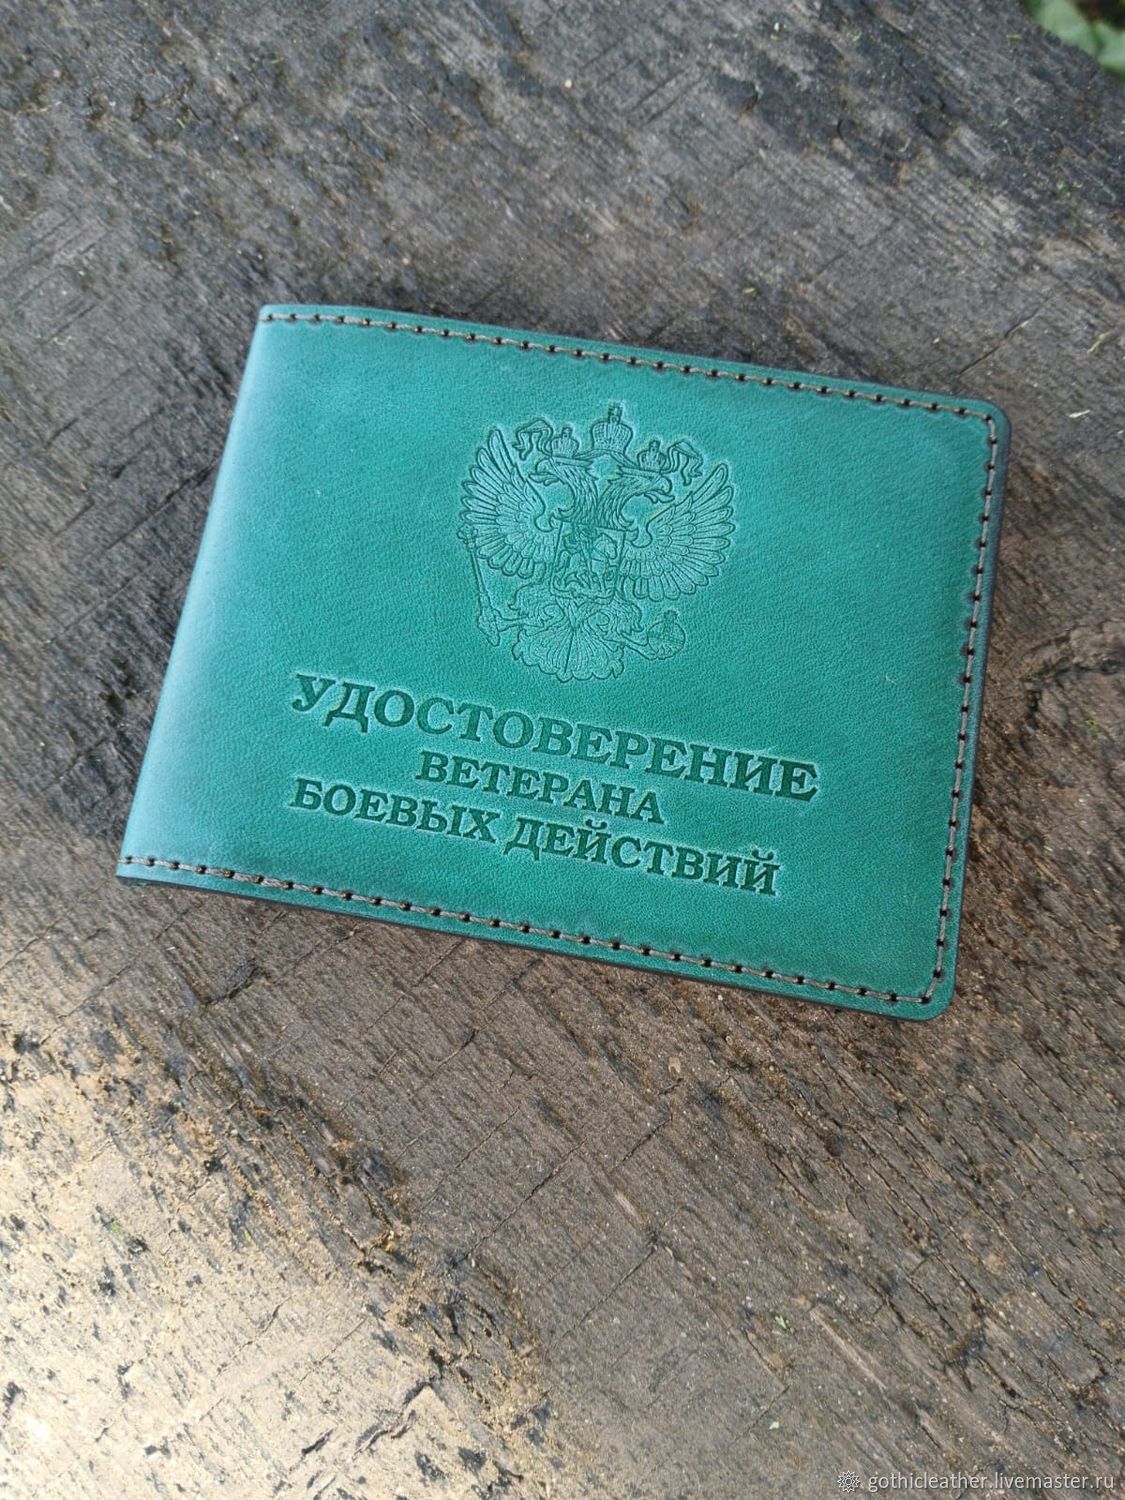 УДОСТОВЕРЕНИЕ
ВЕТЕРАНА
БОЕВЫХ ДЕЙСТВИЙ
gothicleather.livemaster.ru